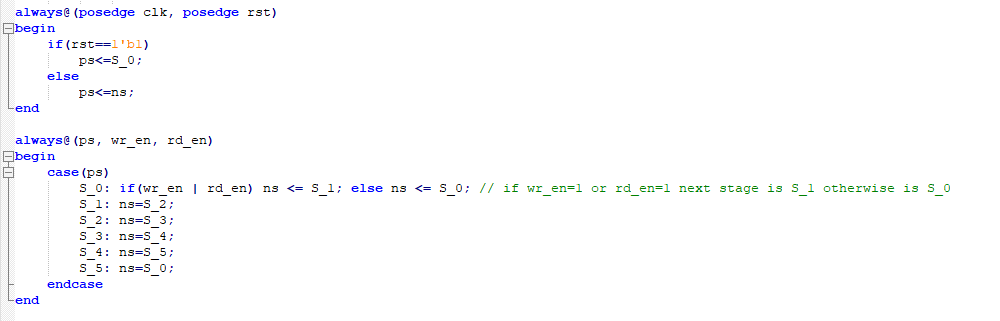 always@(posedge clk, posedge rst)
begin
if(rst==1'b1)
ps<=S_0;
else
ps<=ns;
end
always@(ps, wr_en, rd_en)
begin
case(ps)
S_0: if(wr_en | rd_en) ns <= S_1; else ns <= S_0; // if wr_en=1 or rd_en=1 next stage is S_1 otherwise is S_0
S_1: ns=S_2;
S_2: ns=S_3;
S_3: ns=S_4;
S_4: ns=S_5;
S_5: ns=S_0;
endcase
end